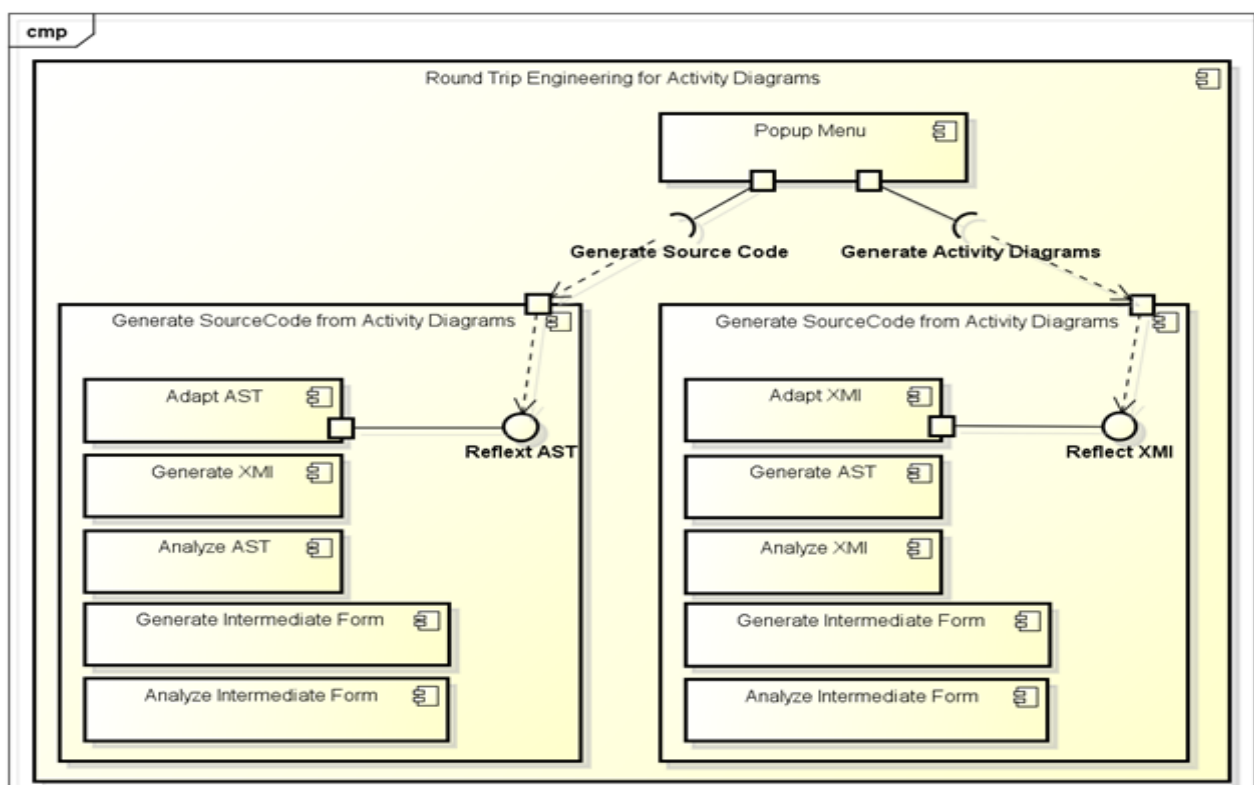 cmp
Round Trip Engineering for Activity Diagrams
Popup Menu
Generate Source Code
Generate Activity Diagrams
Generate SourceCode from Activity Diagrams
Adapt AST
Reflext AST
Generate XMI
Analyze AST
Generate Intermediate Form
Analyze Intermediate Form
Generate SourceCode from Activity Diagrams
Adapt XMI
Reflect XMI
Generate AST
Analyze XMI
Generate Intermediate Form
Analyze Intermediate Form